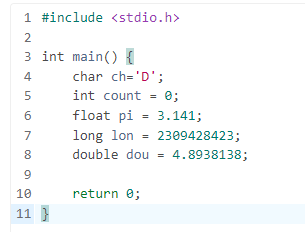 1 #include <stdio.h>
2
3 int main() {
4     char ch='D';
5     int count = 0;
6     float pi = 3.141;
7     long lon = 2309428423;
8     double dou = 4.8938138;
9
10     return 0;
11 }